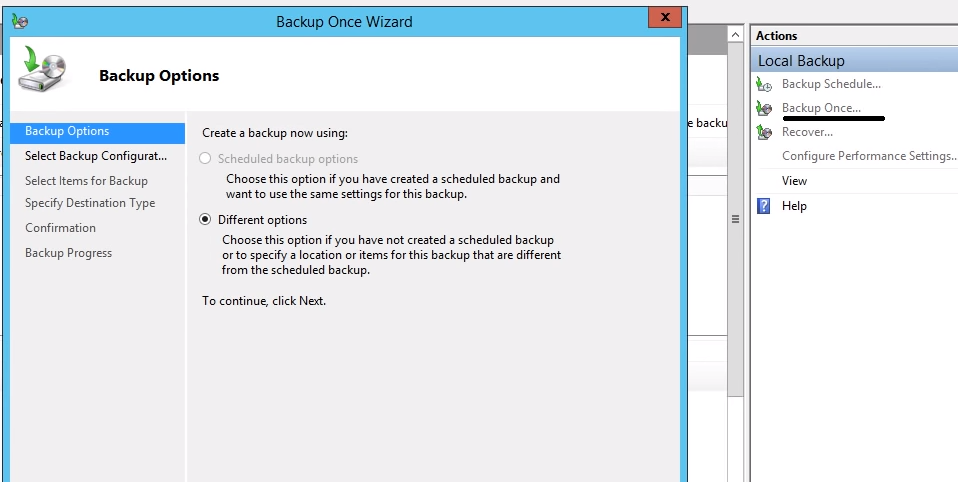 Backup Once Wizard
x
Backup Options
Backup Options
Select Backup Configurat...
Select Items for Backup
Specify Destination Type
Confirmation
Backup Progress
Create a backup now using:
Scheduled backup options
Choose this option if you have created a scheduled backup and
want to use the same settings for this backup.
Different options
Choose this option if you have not created a scheduled backup
or to specify a location or items for this backup that are different
from the scheduled backup.
To continue, click Next.
e backu
Actions
Local Backup
Backup Schedule...
Backup Once...
Recover...
Configure Performance Settings..
View
? Help